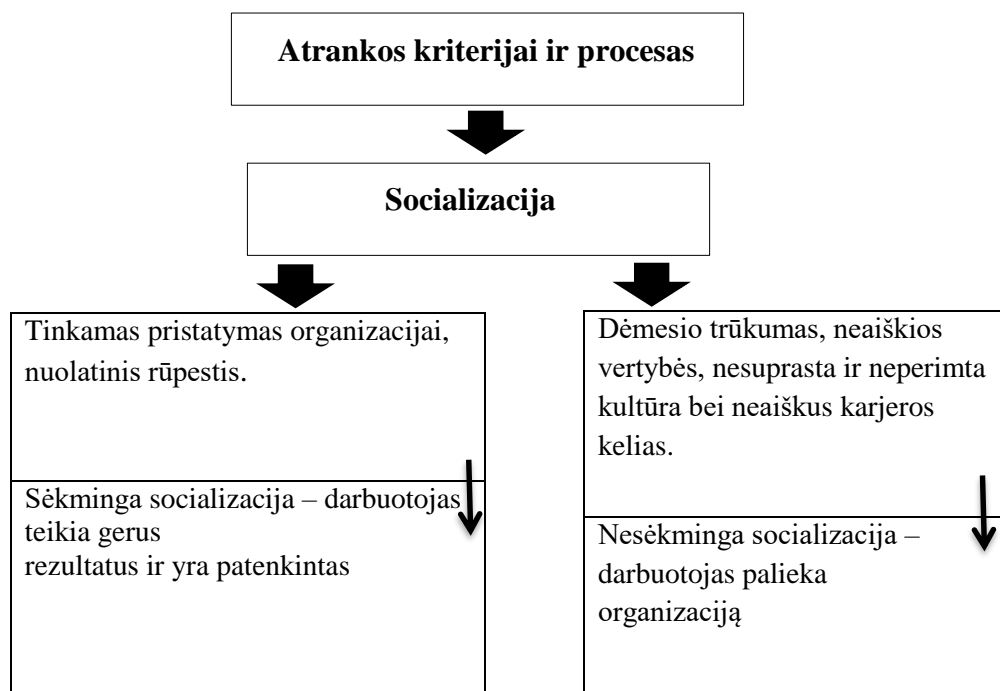 Atrankos kriterijai ir procesas
Socializacija
Tinkamas pristatymas organizacijai,
nuolatinis rūpestis.
Sėkminga socializacija – darbuotojas
teikia gerus
rezultatus ir yra patenkintas
Dėmesio trūkumas, neaiškios
vertybės, nesuprasta ir neperimta
kultūra bei neaiškus karjeros
kelias.
Nesėkminga socializacija –
darbuotojas palieka
organizaciją